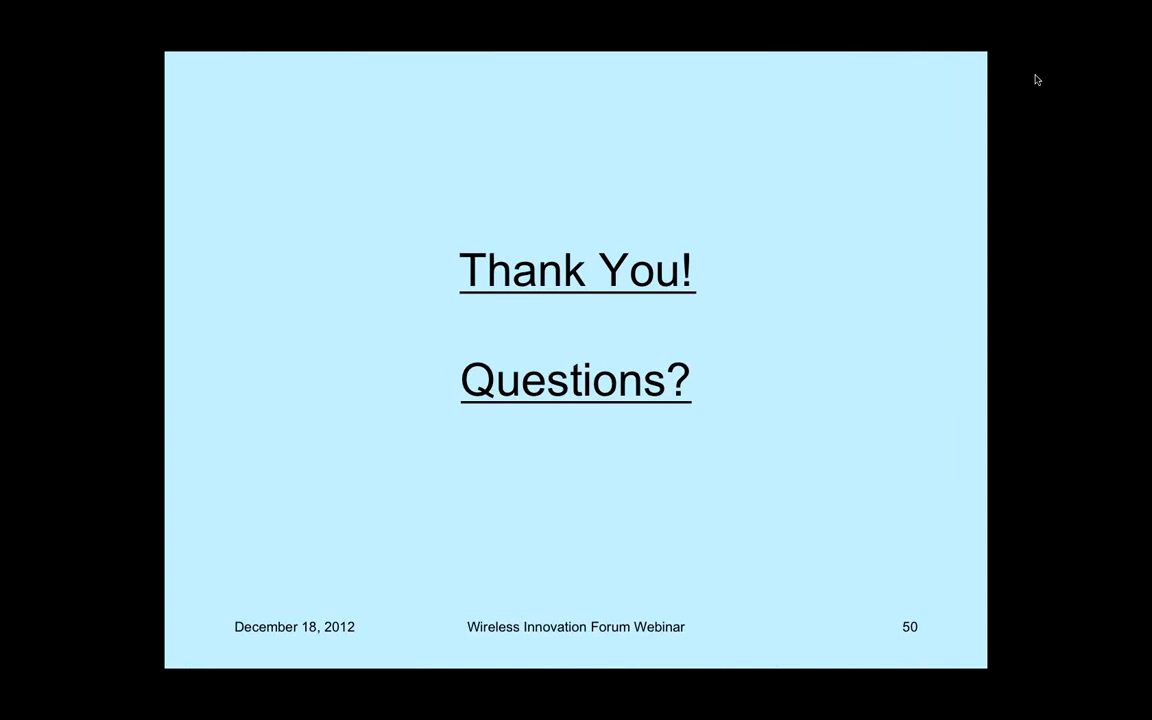 Thank You!
Questions?
December 18, 2012
Wireless Innovation Forum Webinar
50